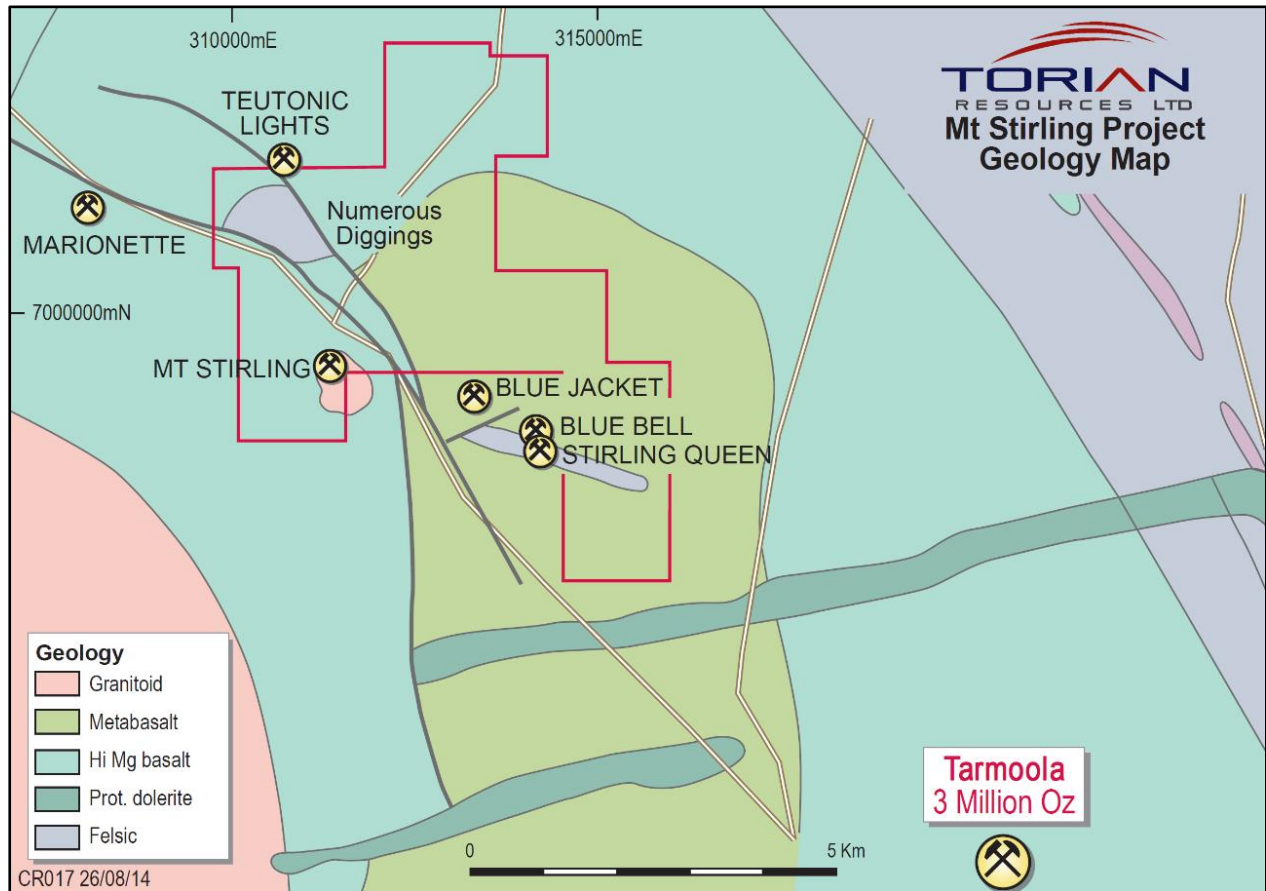 310000mE
315000mE
TORIAN
RESOURCES LTD
Mt Stirling Project
Geology Map
TEUTONIC
LIGHTS
MARIONETTE
Numerous
Diggings
7000000mN
MT STIRLING
BLUE JACKET
BLUE BELL
STIRLING QUEEN
Geology
Granitoid
Metabasalt
Hi Mg basalt
Prot. dolerite
Felsic
Tarmoola
3 Million Oz
0
5 Km
CR017 26/08/14